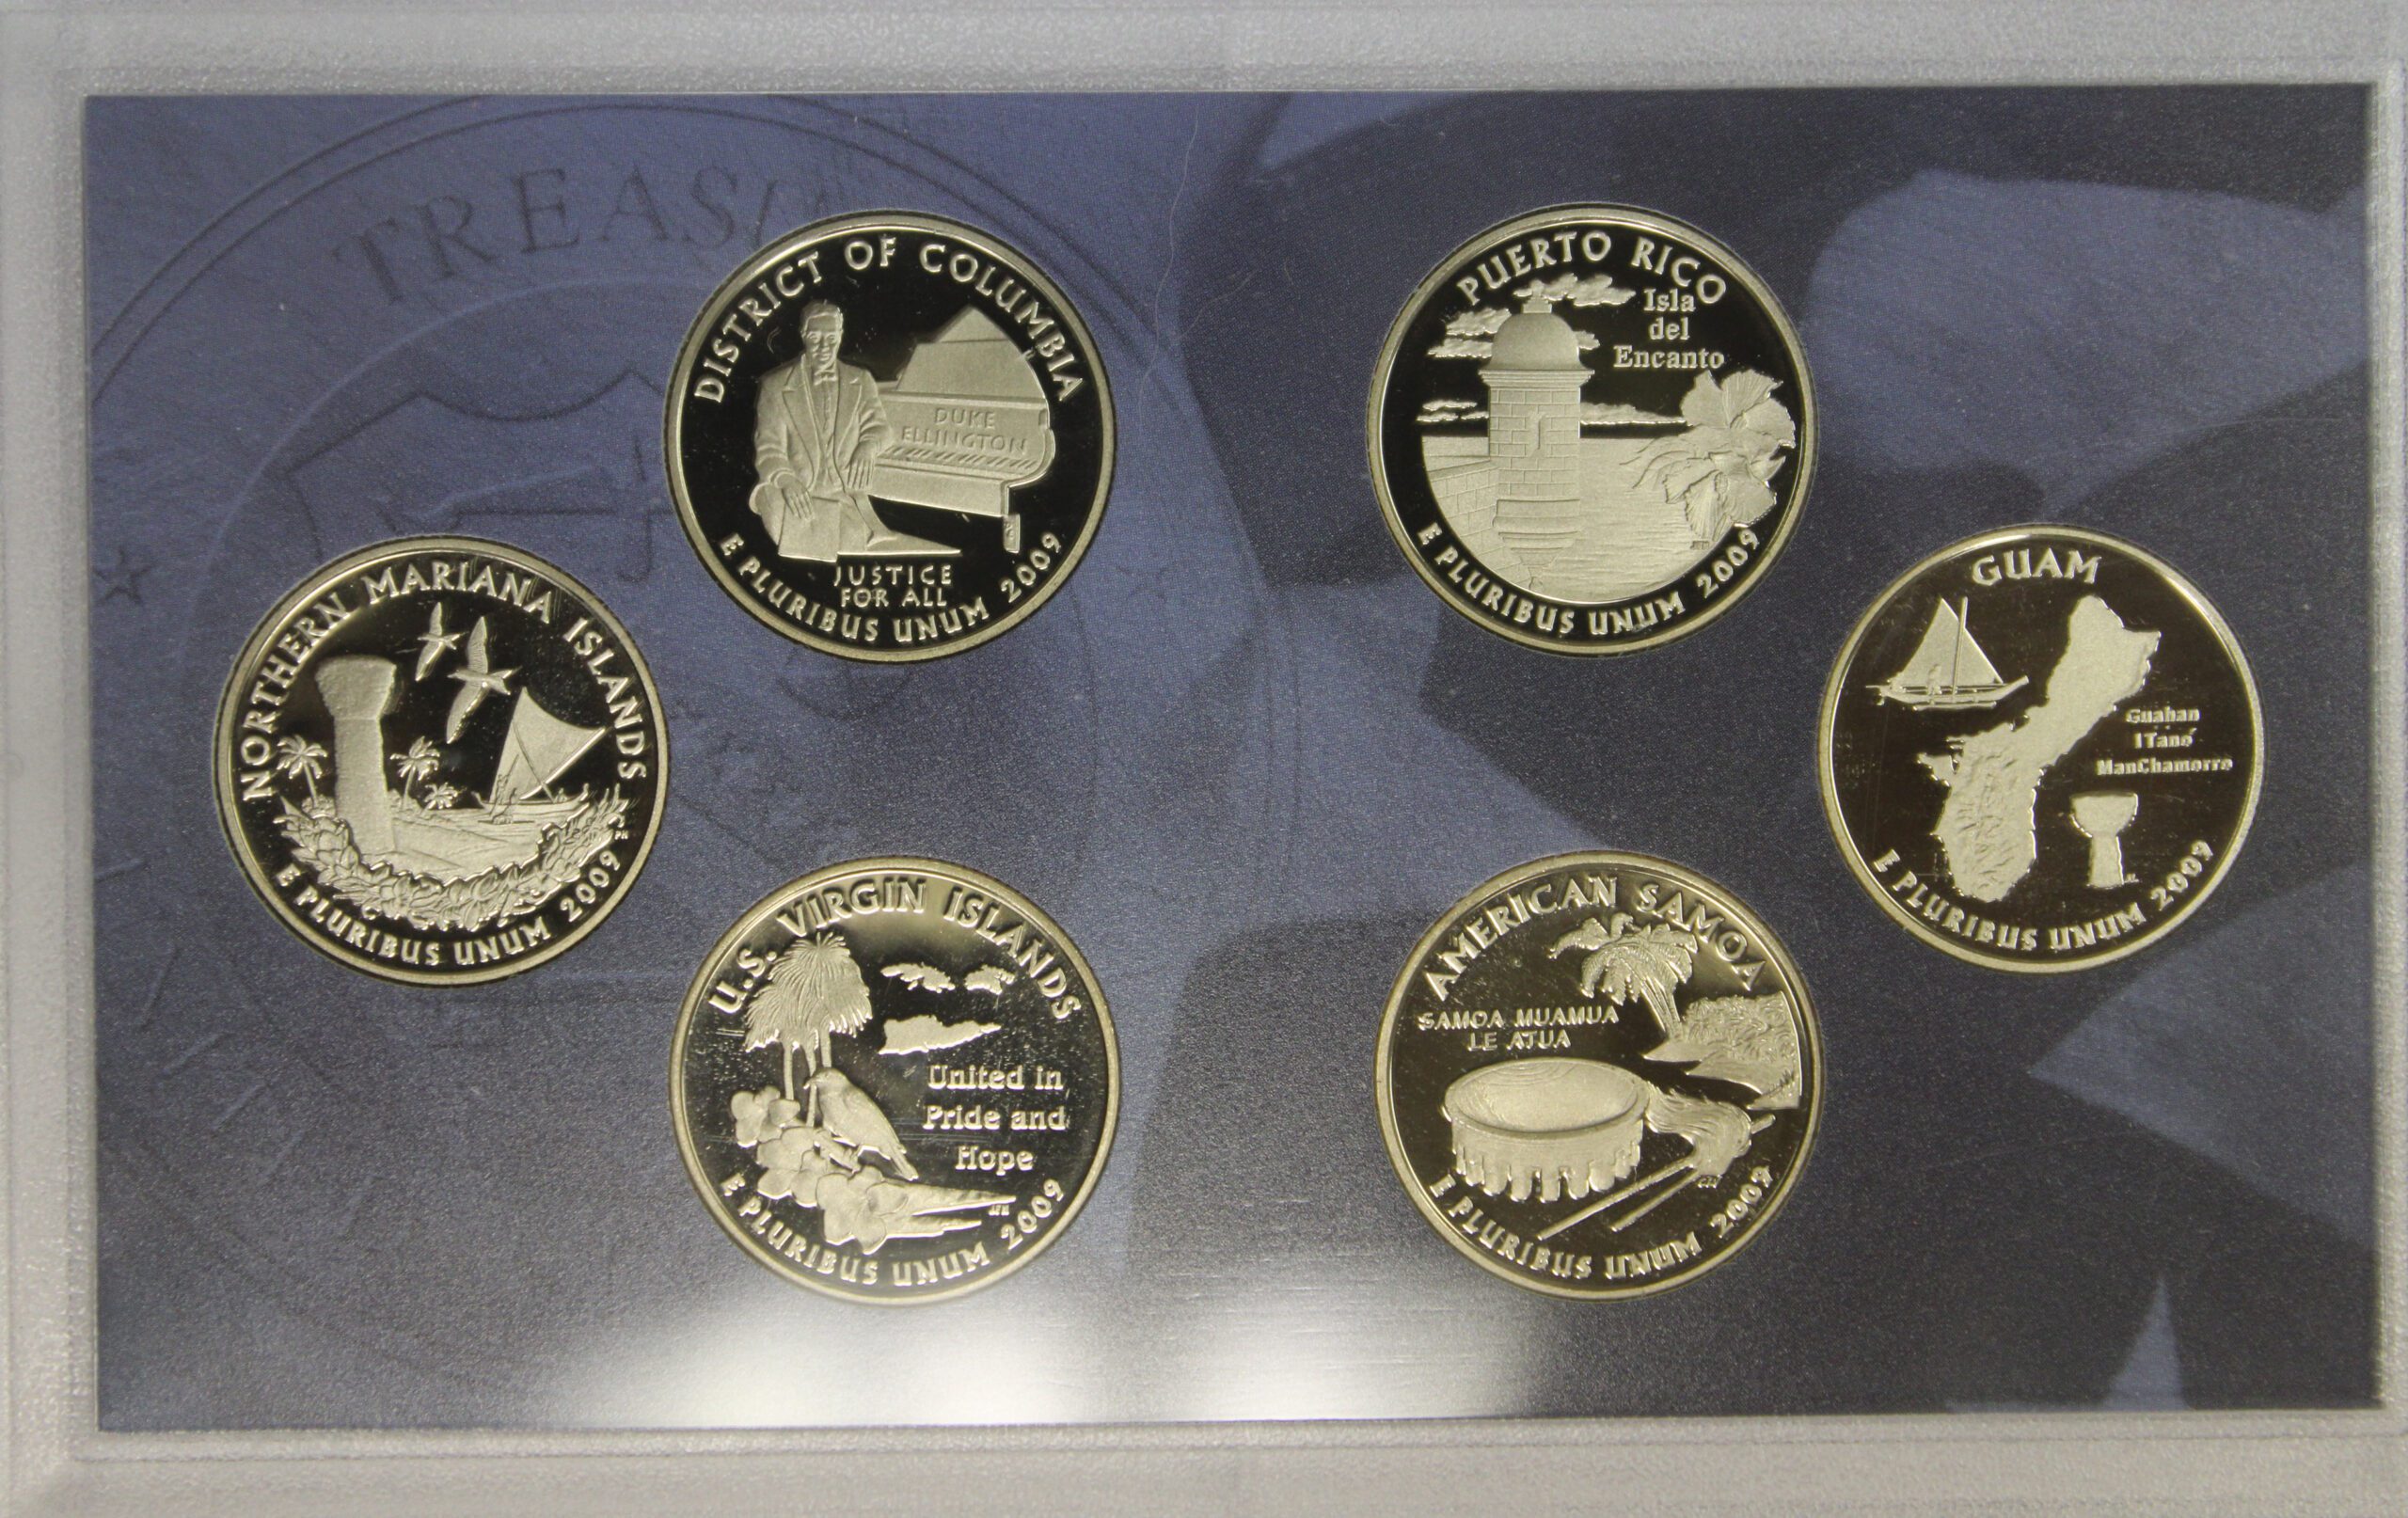 TREASU
DISTRICT OF COLUMBIA
DUKE
ELLINGTON
JUSTICE
FOR ALL
E PLURIBUS UNUM 2009
PUERTO RICO
Isla
del
Encanto
E PLURIBUS UNUM 2009
NORTHERN MARIANA ISLANDS
E PLURIBUS UNUM 2009
GUAM
Guahan
I Tano'
ManChamorro
E PLURIBUS UNUM 2009
U.S. VIRGIN ISLANDS
United in
Pride and
Hope
E PLURIBUS UNUM 2009
AMERICAN SAMOA
SAMOA MUAMUA
LE ATUA
E PLURIBUS UNUM 2009